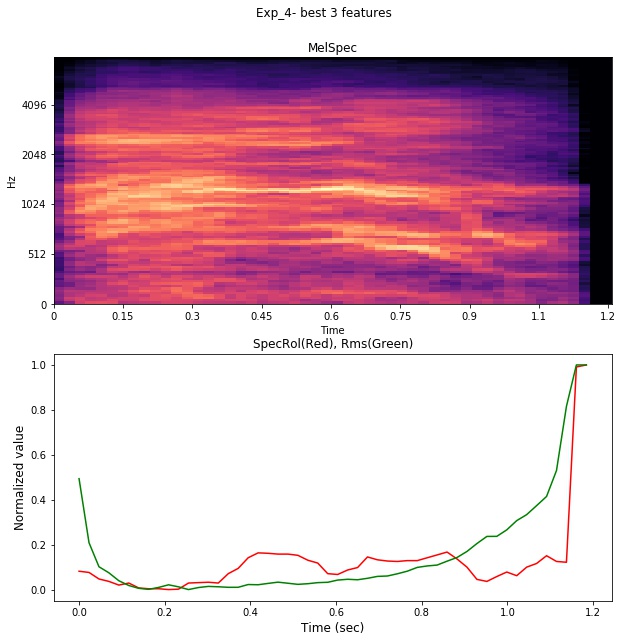 Exp_4- best 3 features
MelSpec
4096
2048
1024
512
0
Hz
0 0.15 0.3 0.45 0.6 0.75 0.9 1.1 1.2
Time
SpecRol(Red), Rms(Green)
1.0
0.8
0.6
0.4
0.2
0.0
Normalized value
0.0 0.2 0.4 0.6 0.8 1.0 1.2
Time (sec)